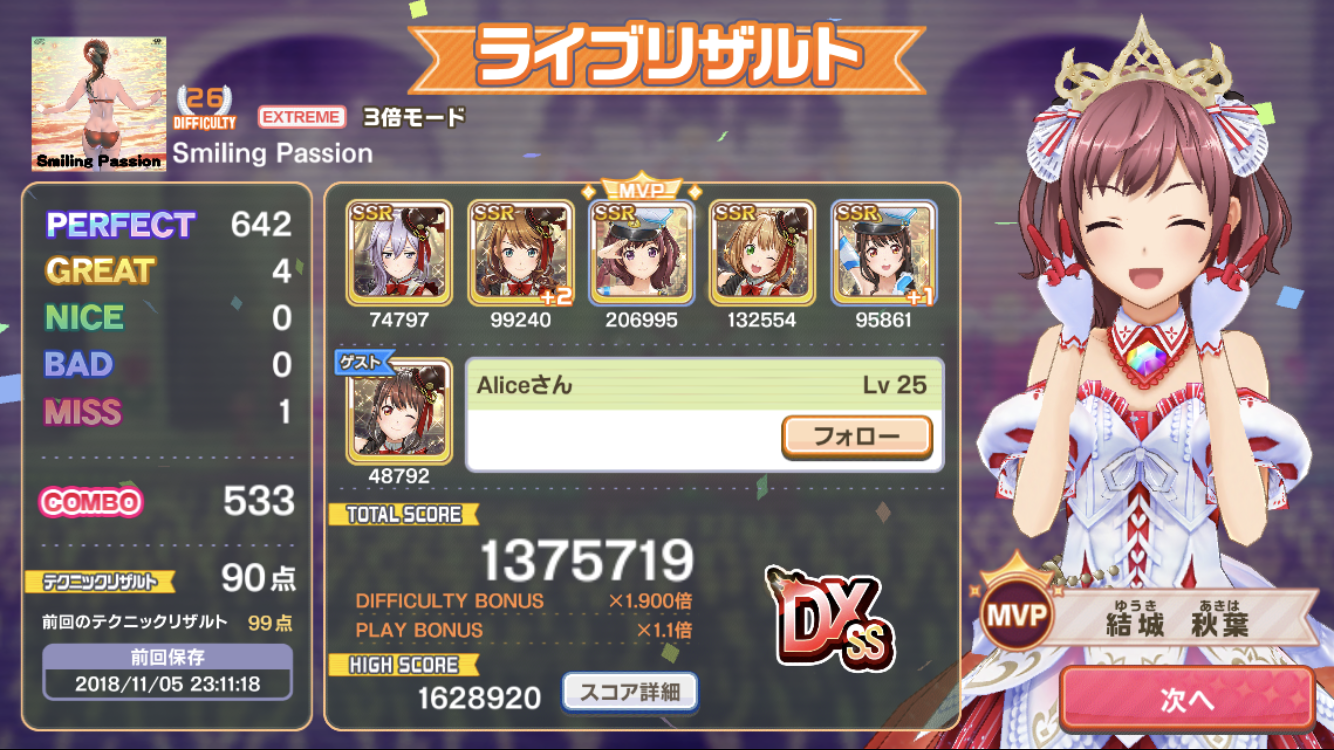 ライブリザルト
Smiling Passion
26
DIFFICULTY
EXTREME
3倍モード
Smiling Passion
PERFECT 642
GREAT 4
NICE 0
BAD 0
MISS 1
COMBO 533
テクニックリザルト 90点
前回のテクニックリザルト 99点
前回保存
2018/11/05 23:11:18
MVP
SSR SSR SSR SSR SSR
+2 +1
74797 99240 206995 132554 95861
ゲスト
Aliceさん Lv 25
フォロー
48792
TOTAL SCORE
1375719
DIFFICULTY BONUS ×1.900倍
PLAY BONUS ×1.1倍
HIGH SCORE
1628920
スコア詳細
DXSS
MVP
ゆうき あきは
結城 秋葉
次へ